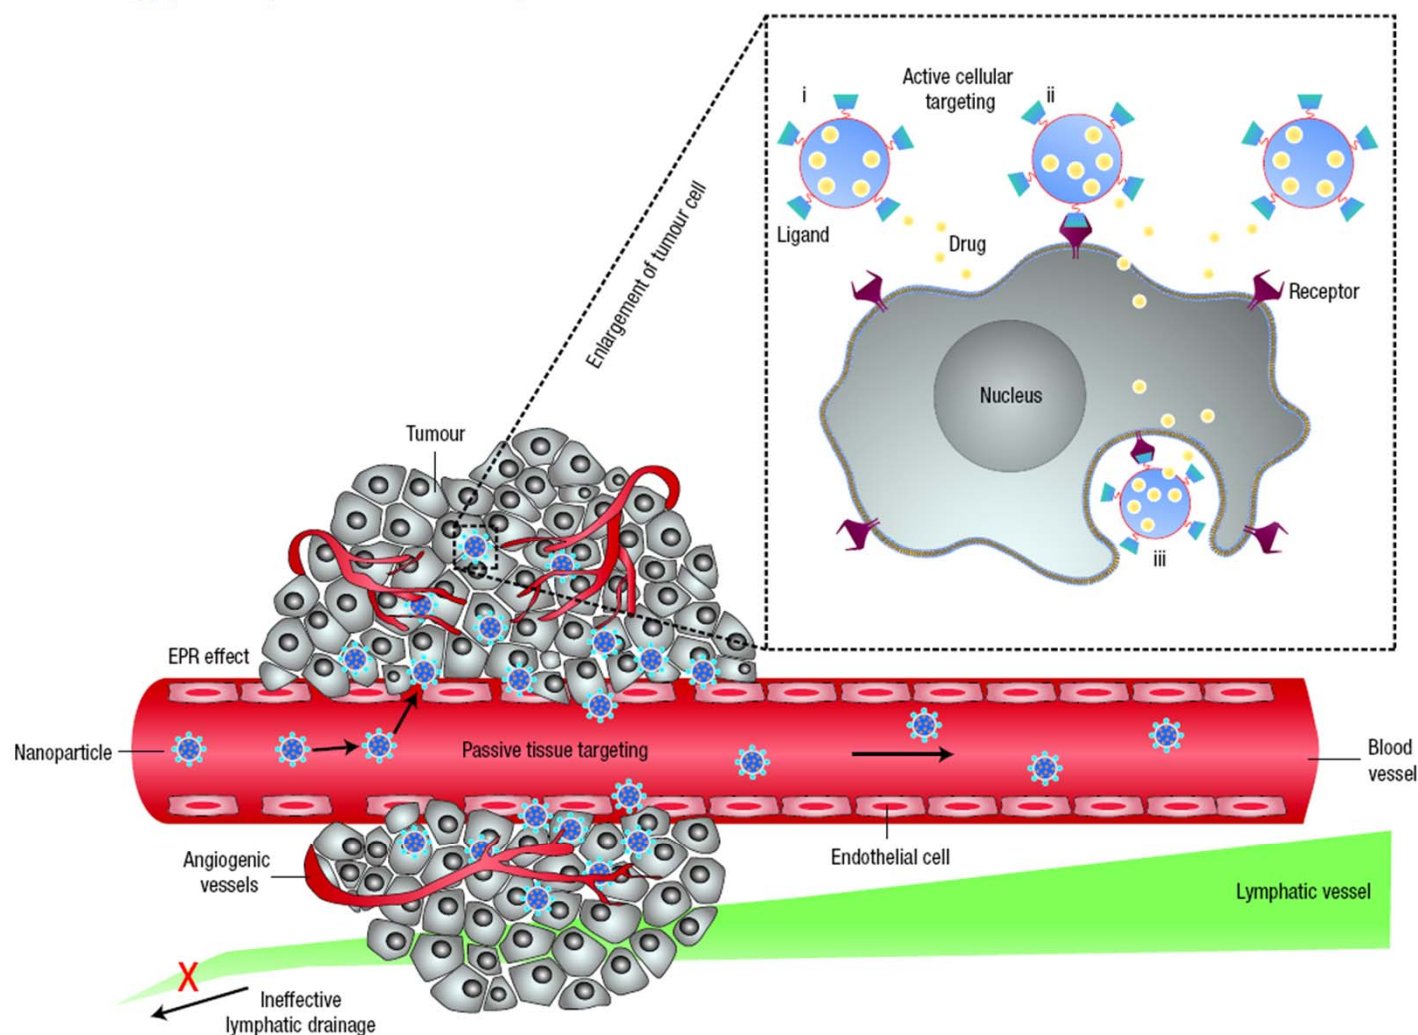 Active cellular
targeting
i
ii
Ligand
Drug
Receptor
Nucleus
iii
Enlargement of tumour cell
Tumour
EPR effect
Nanoparticle
Passive tissue targeting
Blood
vessel
Endothelial cell
Angiogenic
vessels
Lymphatic vessel
X
Ineffective
lymphatic drainage